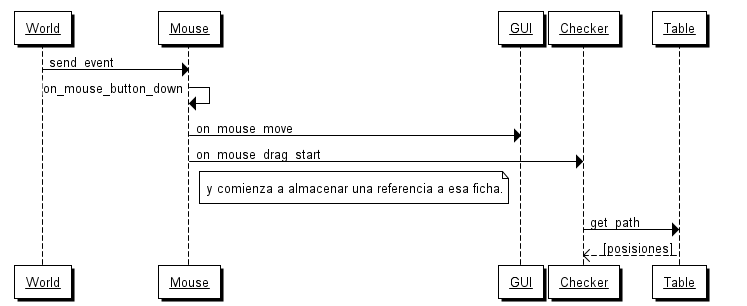 World Mouse GUI Checker Table
send_event
on_mouse_button_down
on_mouse_move
on_mouse_drag_start
y comienza a almacenar una referencia a esa ficha.
get_path
[posisiones]
World Mouse GUI Checker Table